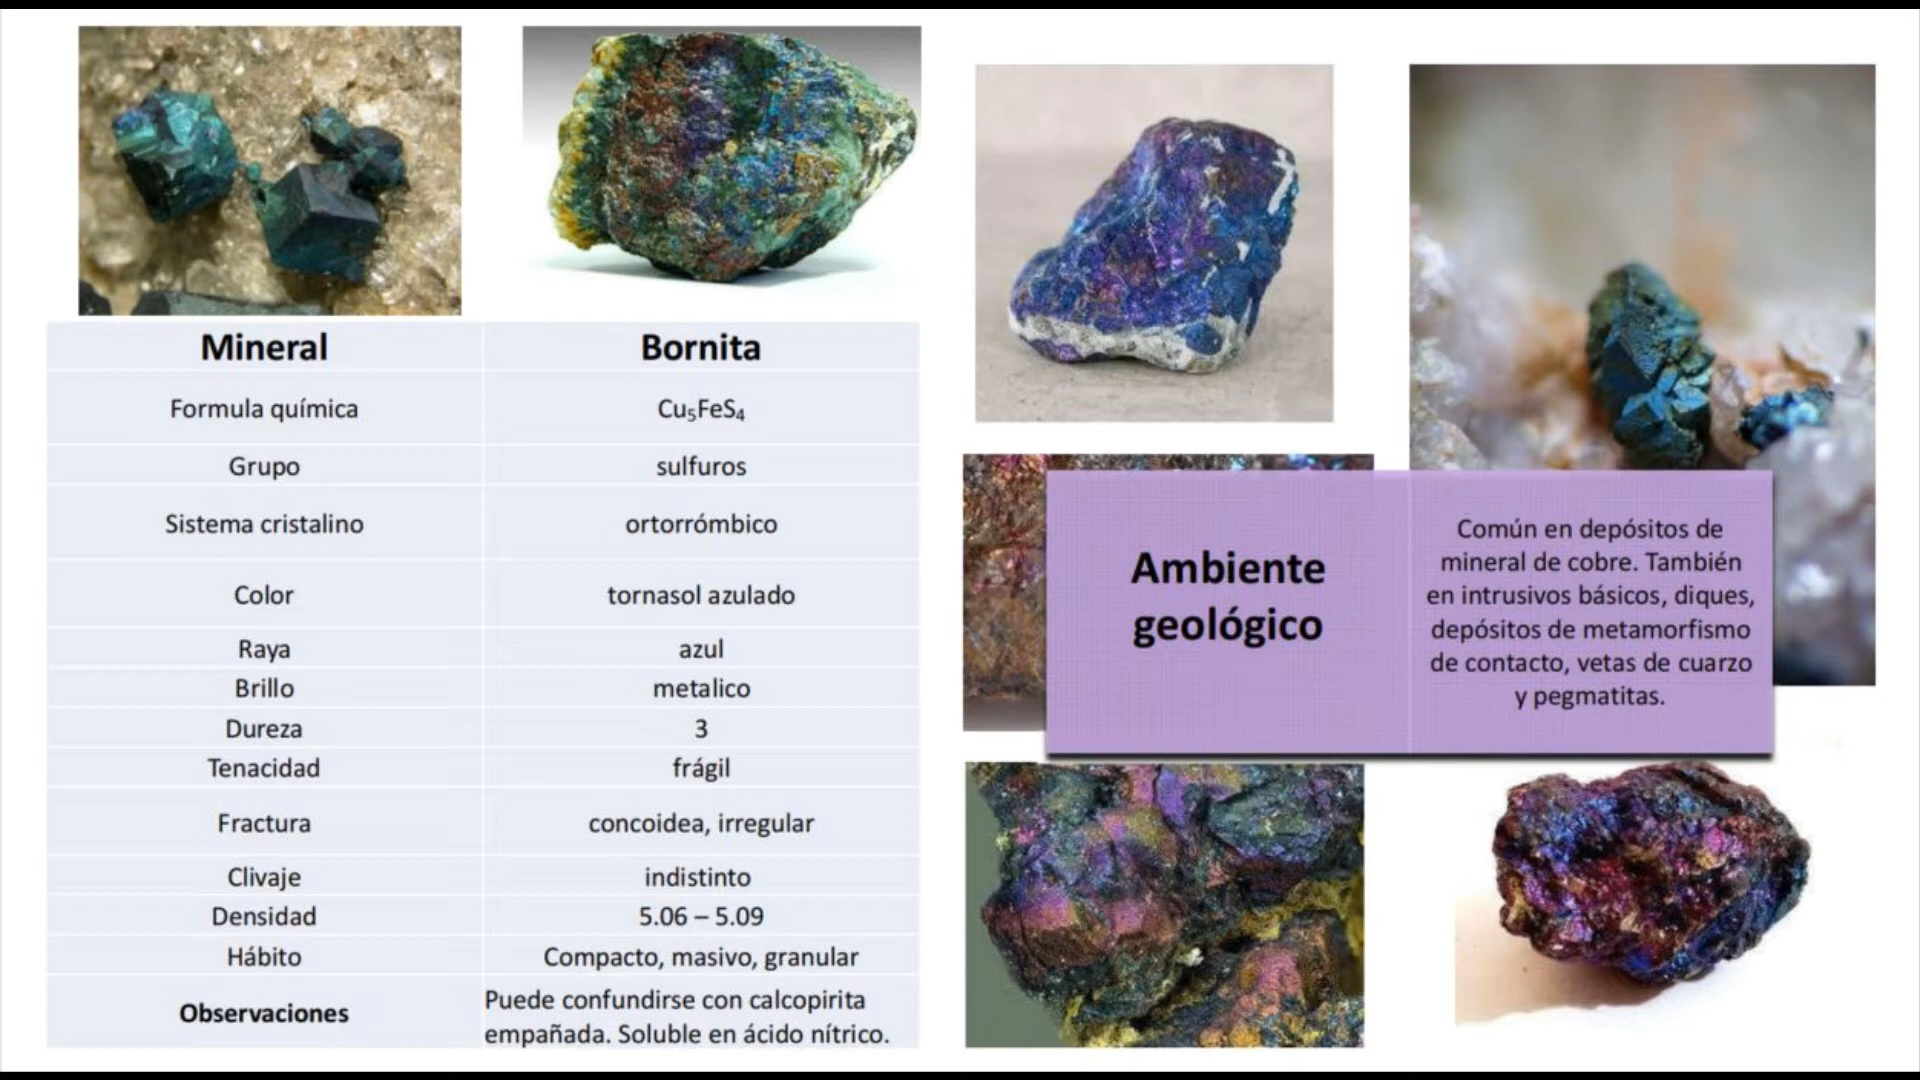 Mineral Bornita
Formula química Cu₅FeS₄
Grupo sulfuros
Sistema cristalino ortorrómbico
Color tornasol azulado
Raya azul
Brillo metalico
Dureza 3
Tenacidad frágil
Fractura concoidea, irregular
Clivaje indistinto
Densidad 5.06 – 5.09
Hábito Compacto, masivo, granular
Observaciones
Puede confundirse con calcopirita
empañada. Soluble en ácido nítrico.
Ambiente
geológico
Común en depósitos de
mineral de cobre. También
en intrusivos básicos, diques,
depósitos de metamorfismo
de contacto, vetas de cuarzo
y pegmatitas.